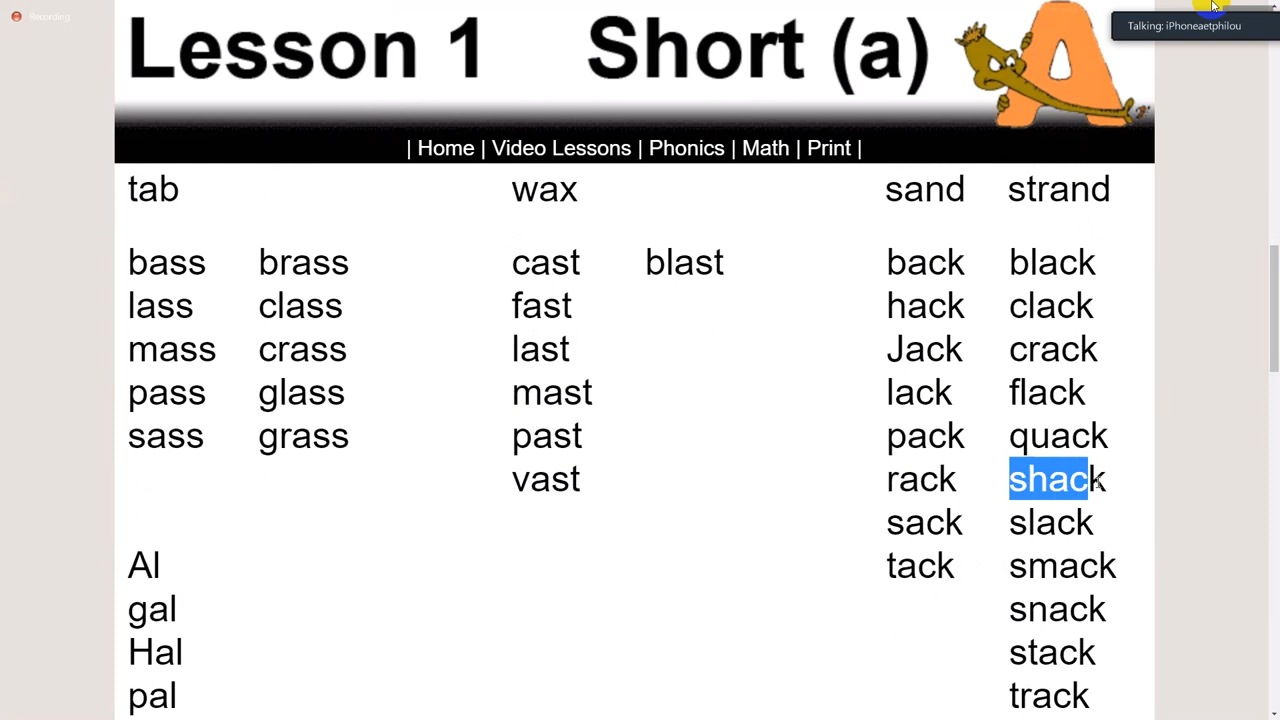 Recording
Talking: iPhoneaetphilou
Lesson 1 Short (a)
| Home | Video Lessons | Phonics | Math | Print |
tab wax sand strand
bass brass cast blast back black
lass class fast hack clack
mass crass last Jack crack
pass glass mast lack flack
sass grass past pack quack
vast rack shack
sack slack
Al tack smack
gal snack
Hal stack
pal track